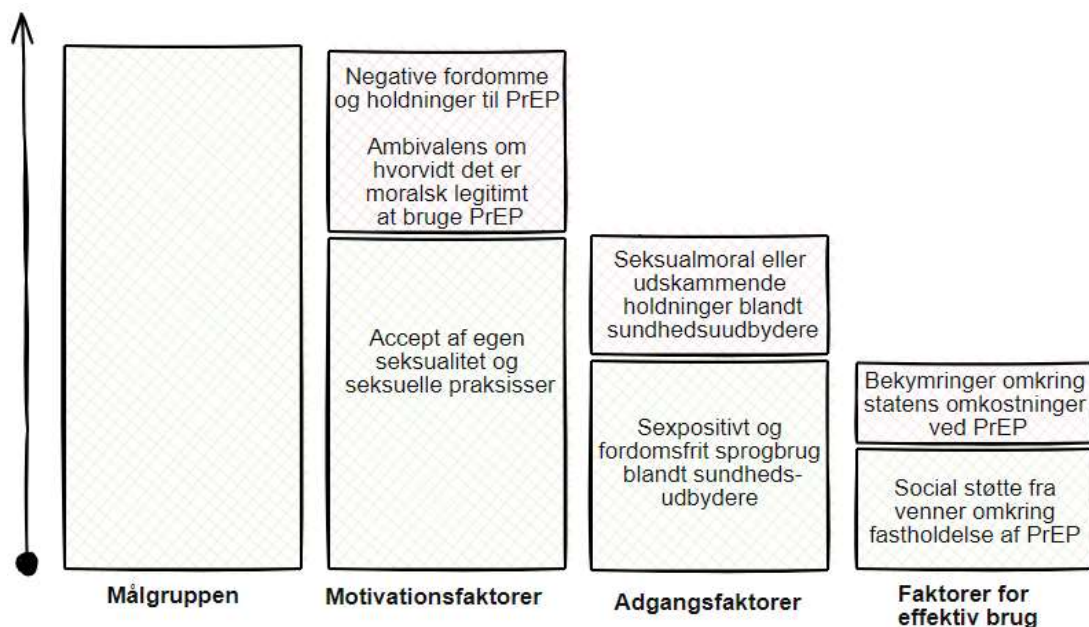 Negative fordomme
og holdninger til PrEP
Ambivalens om
hvorvidt det er
moralsk legitimt
at bruge PrEP
Accept af egen
seksualitet og
seksuelle praksisser
Seksualmoral eller
udskammende
holdninger blandt
sundhedsuudbydere
Sexpositivt og
fordomsfrit sprogbrug
blandt sundheds-
udbydere
Bekymringer omkring
statens omkostninger
ved PrEP
Social støtte fra
venner omkring
fastholdelse af PrEP
Målgruppen
Motivationsfaktorer
Adgangsfaktorer
Faktorer for
effektiv brug